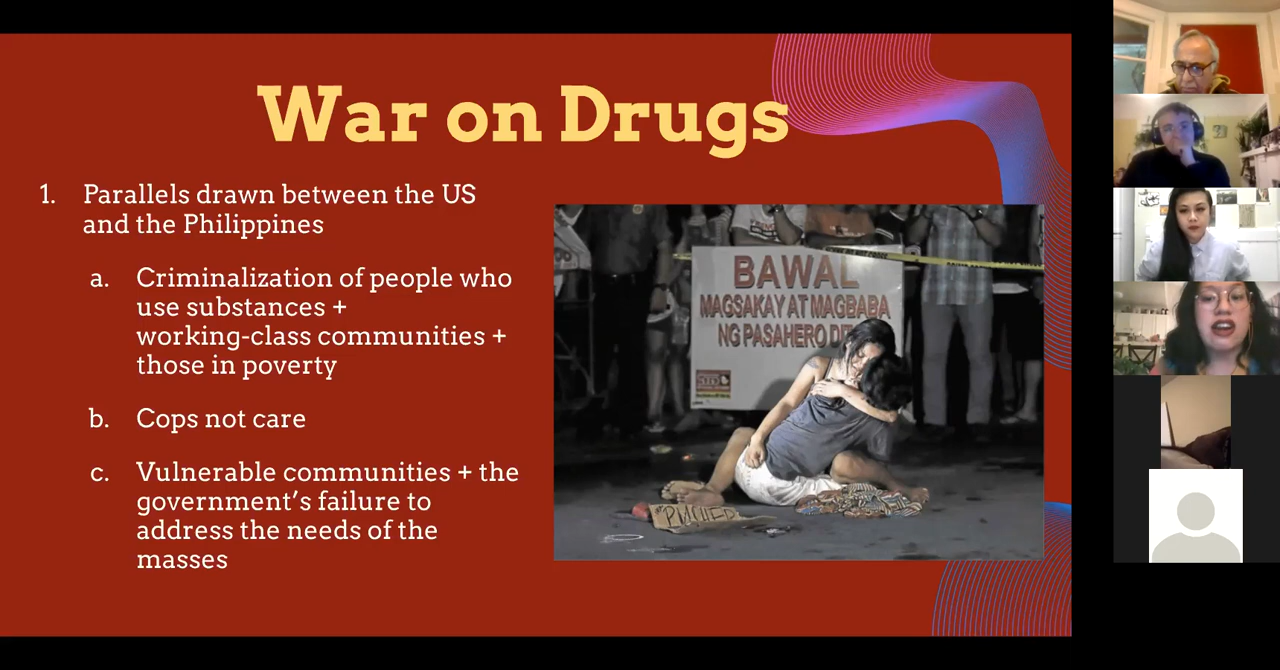 War on Drugs
1. Parallels drawn between the US
and the Philippines
a. Criminalization of people who
use substances +
working-class communities +
those in poverty
b. Cops not care
c. Vulnerable communities + the
government’s failure to
address the needs of the
masses
BAWAL
MAGSAKAY AT MAGBABA
NG PASAHERO
PUSHER